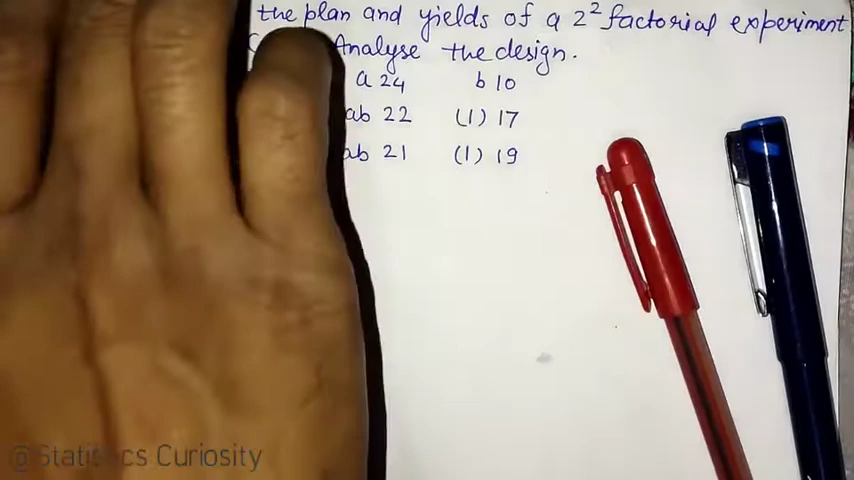 the plan and yields of a 2² factorial experiment
Analyse the design.
a 24 b 10
ab 22 (1) 17
ab 21 (1) 19
@Statistics Curiosity